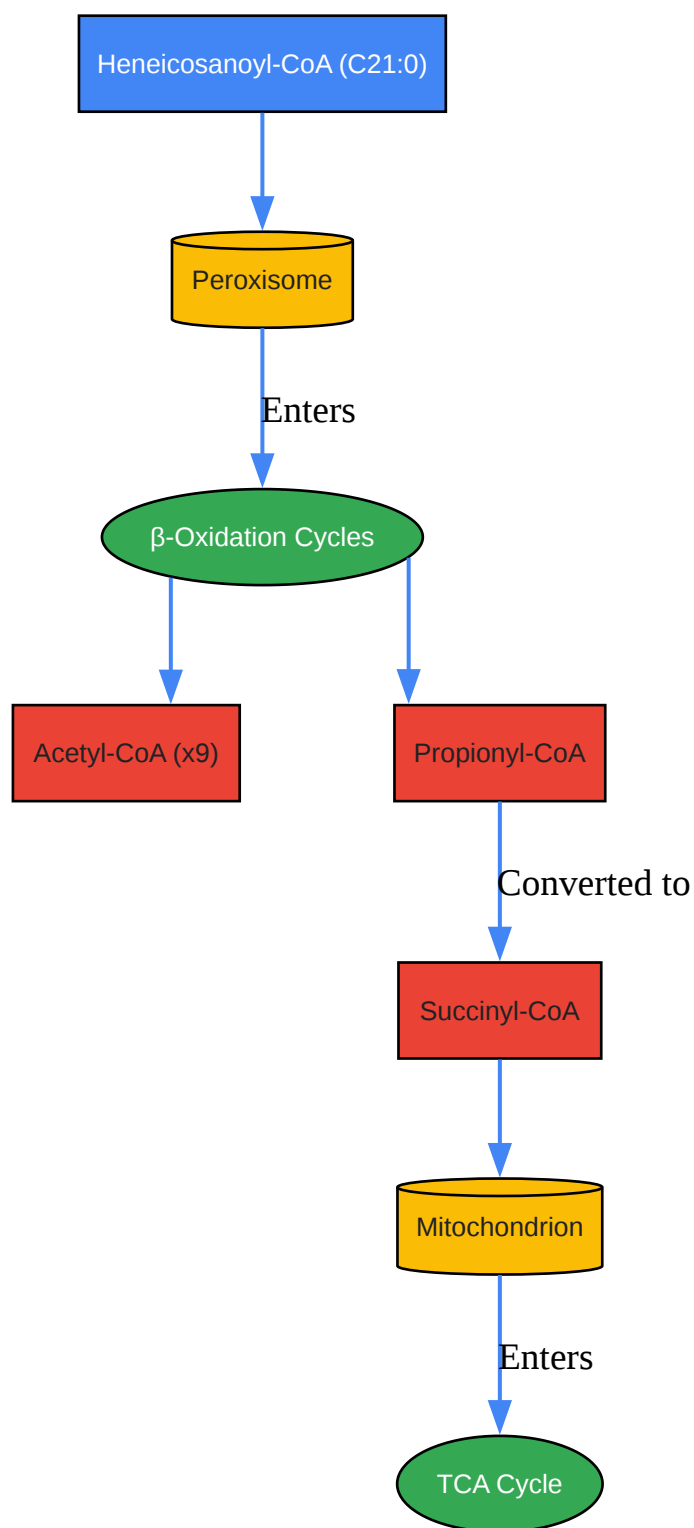 Heneicosanoyl-CoA (C21:0)
Peroxisome
Enters
β-Oxidation Cycles
Acetyl-CoA (x9)
Propionyl-CoA
Converted to
Succinyl-CoA
Mitochondrion
Enters
TCA Cycle